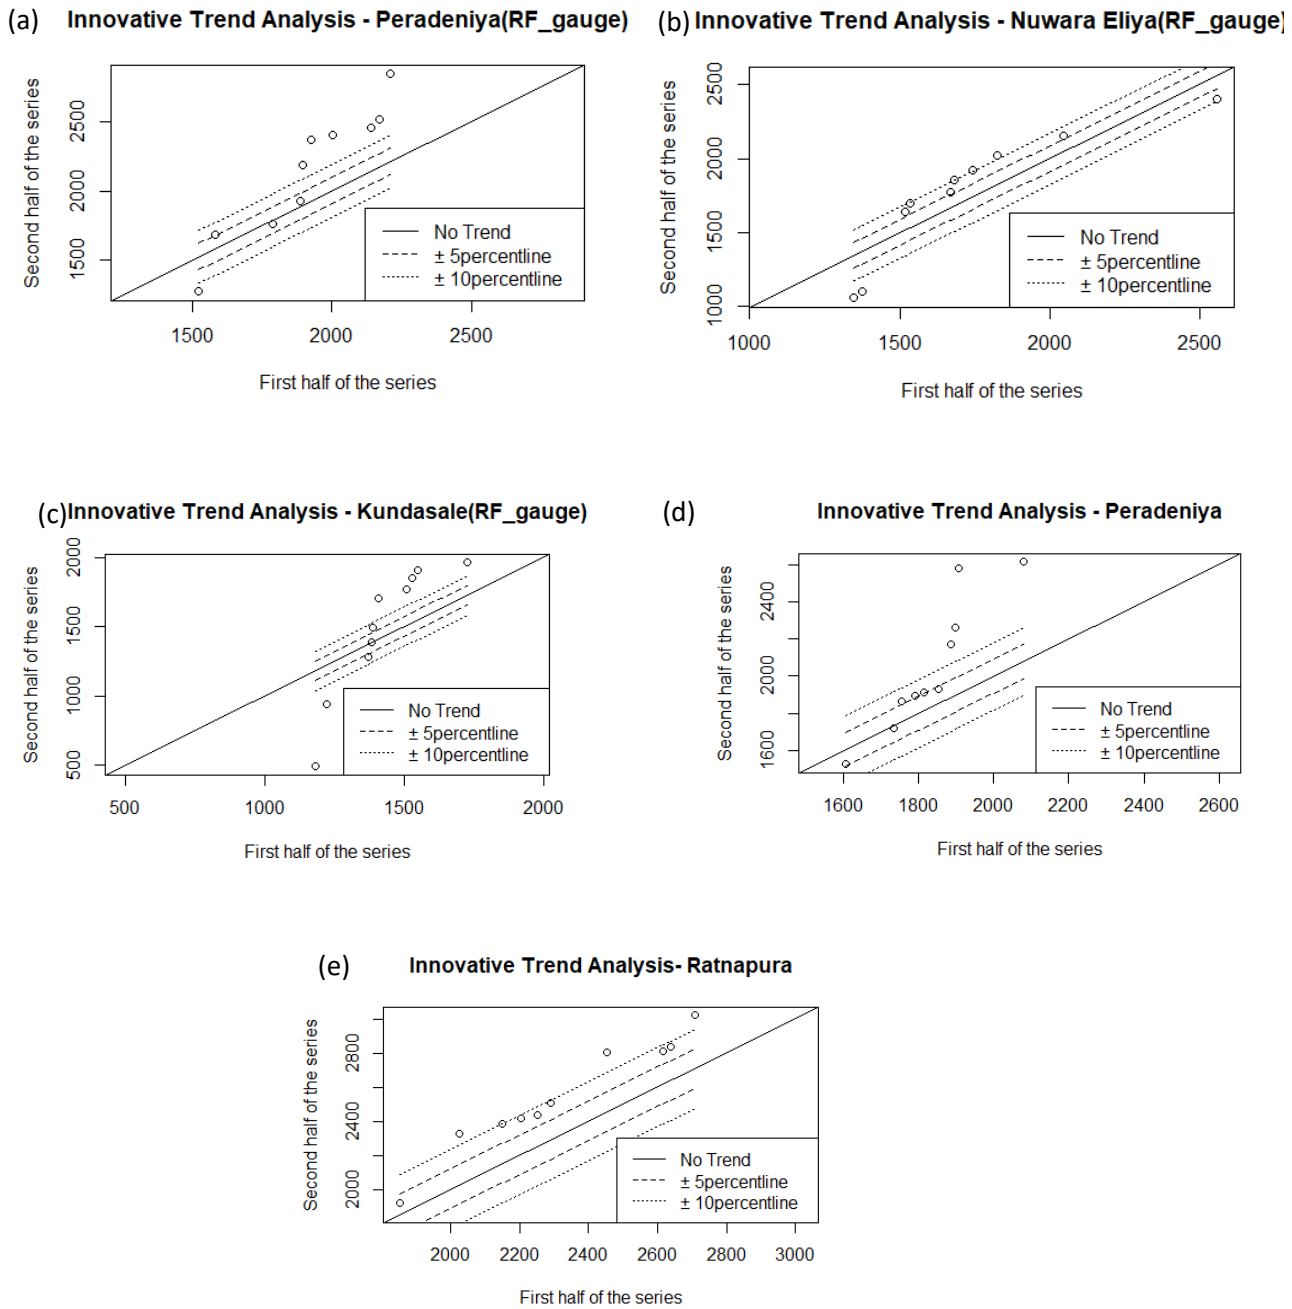 (a) Innovative Trend Analysis - Peradeniya(RF_gauge)
Second half of the series
2500
2000
1500
No Trend
± 5percentline
± 10percentline
1500 2000 2500
First half of the series
(b) Innovative Trend Analysis - Nuwara Eliya(RF_gauge)
Second half of the series
2500
2000
1500
1000
No Trend
± 5percentline
± 10percentline
1000 1500 2000 2500
First half of the series
(c) Innovative Trend Analysis - Kundasale(RF_gauge)
Second half of the series
2000
1500
1000
500
No Trend
± 5percentline
± 10percentline
500 1000 1500 2000
First half of the series
(d) Innovative Trend Analysis - Peradeniya
Second half of the series
2400
2000
1600
No Trend
± 5percentline
± 10percentline
1600 1800 2000 2200 2400 2600
First half of the series
(e) Innovative Trend Analysis- Ratnapura
Second half of the series
2800
2400
2000
No Trend
± 5percentline
± 10percentline
2000 2200 2400 2600 2800 3000
First half of the series